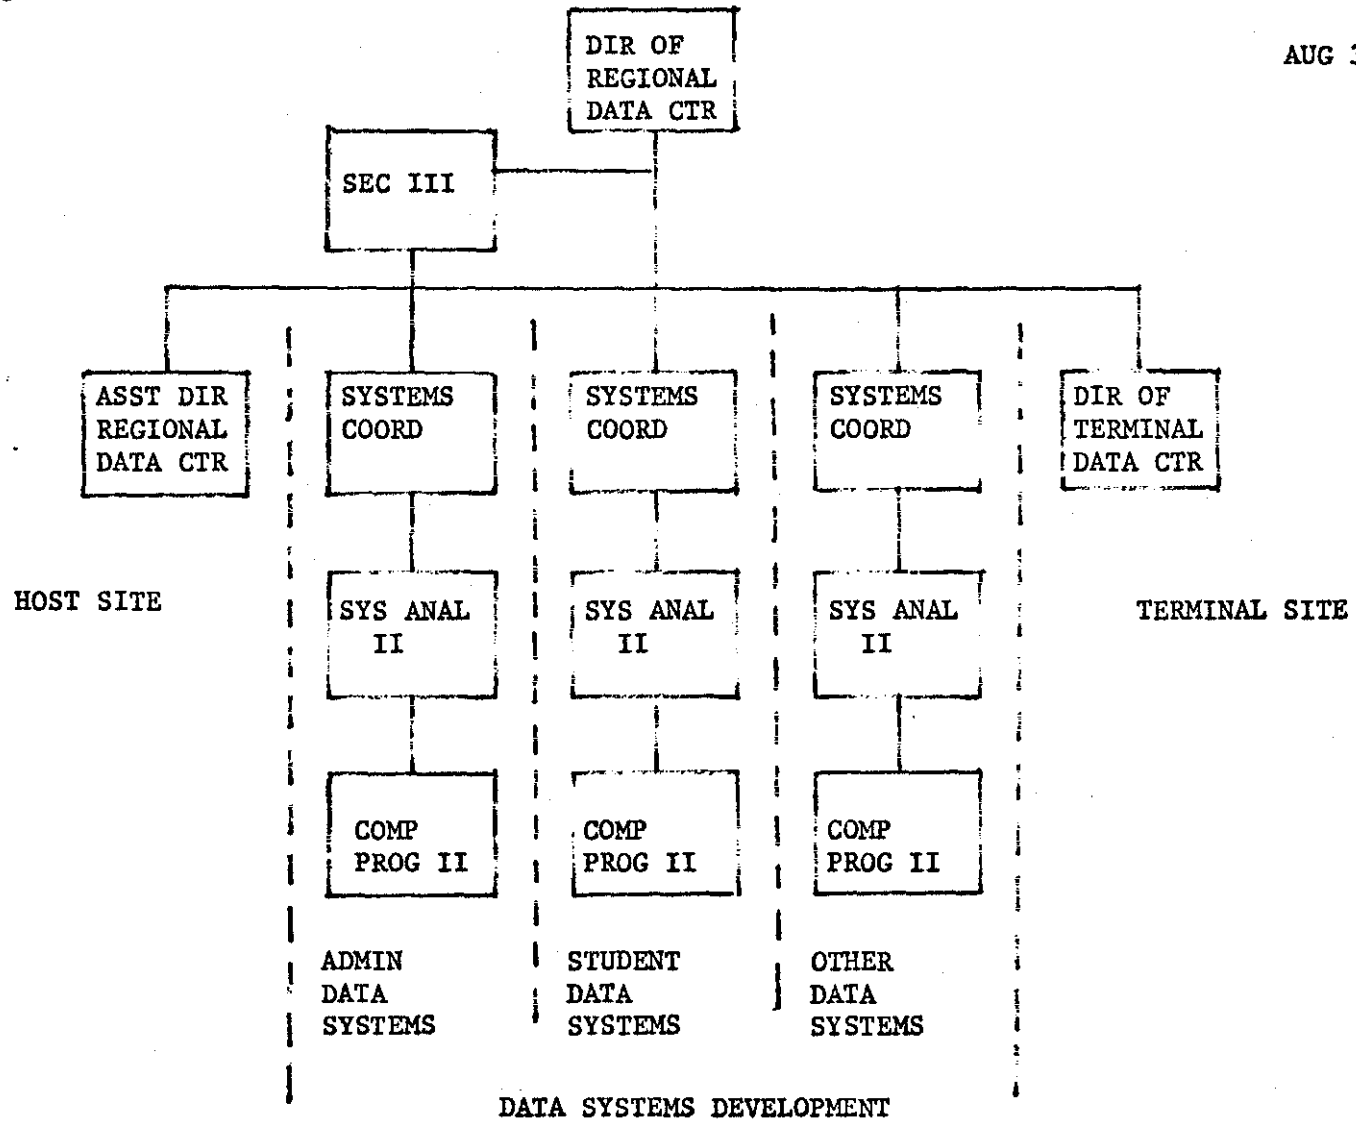 DIR OF
REGIONAL
DATA CTR
AUG
SEC III
ASST DIR
REGIONAL
DATA CTR
SYSTEMS
COORD
SYSTEMS
COORD
SYSTEMS
COORD
DIR OF
TERMINAL
DATA CTR
HOST SITE
SYS ANAL
II
SYS ANAL
II
SYS ANAL
II
TERMINAL SITE
COMP
PROG II
COMP
PROG II
COMP
PROG II
ADMIN
DATA
SYSTEMS
STUDENT
DATA
SYSTEMS
OTHER
DATA
SYSTEMS
DATA SYSTEMS DEVELOPMENT